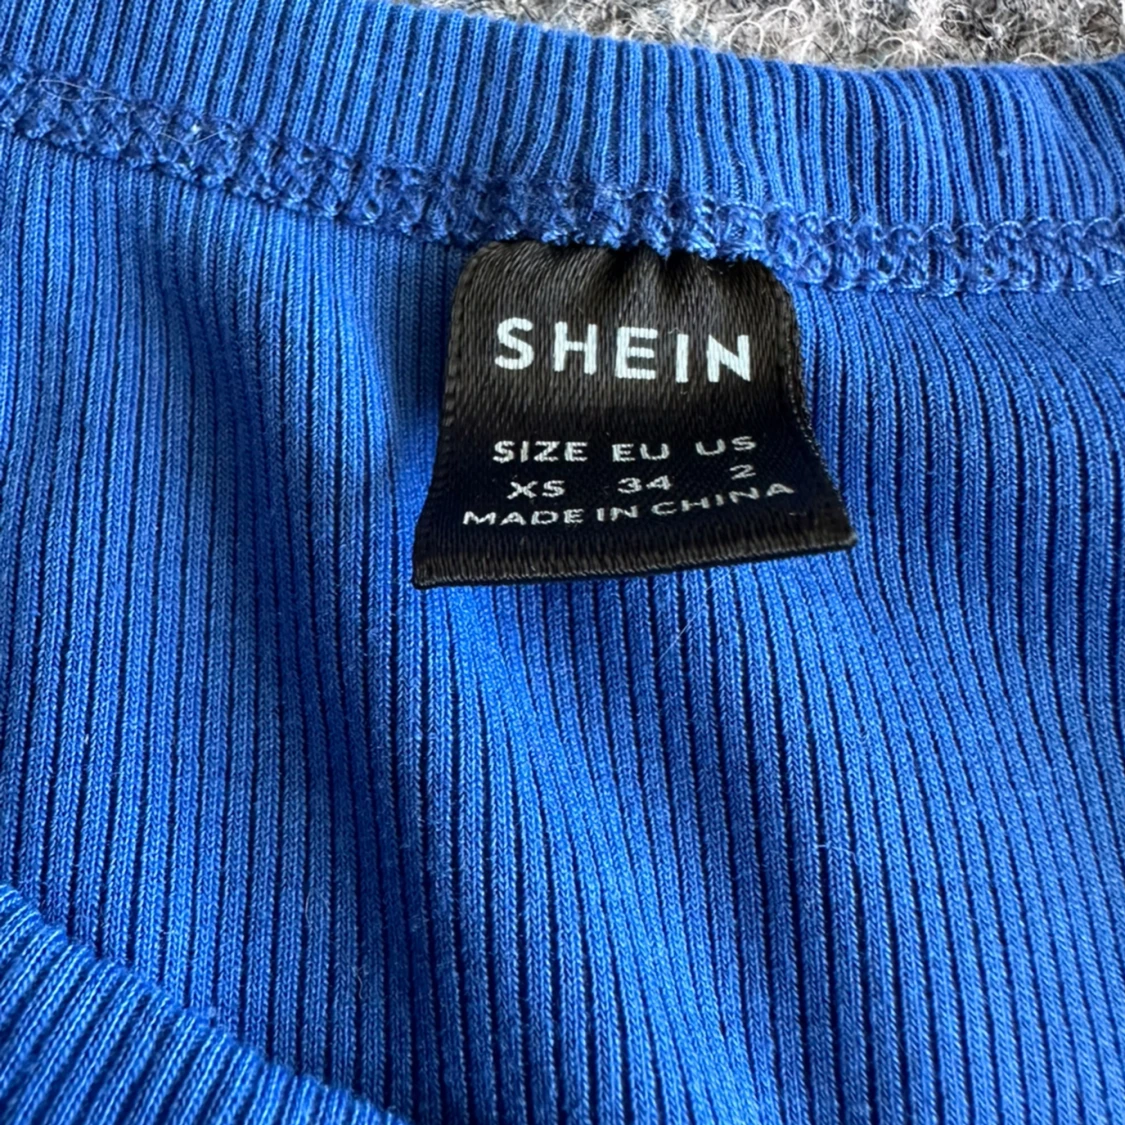 SHEIN
SIZE EU US
XS 34 2
MADE IN CHINA